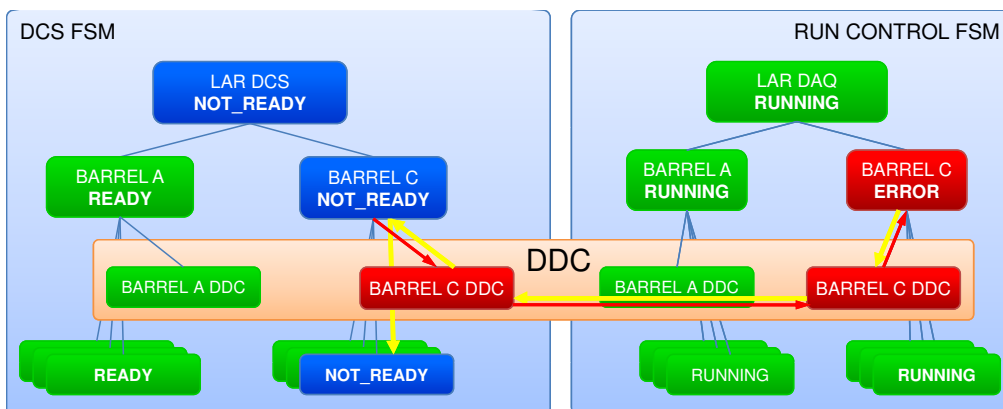 DCS FSM
RUN CONTROL FSM
LAR DCS
NOT_READY
LAR DAQ
RUNNING
BARREL A
READY
BARREL C
NOT_READY
BARREL A
RUNNING
BARREL C
ERROR
DDC
BARREL A DDC
BARREL C DDC
BARREL A DDC
BARREL C DDC
READY
NOT_READY
RUNNING
RUNNING